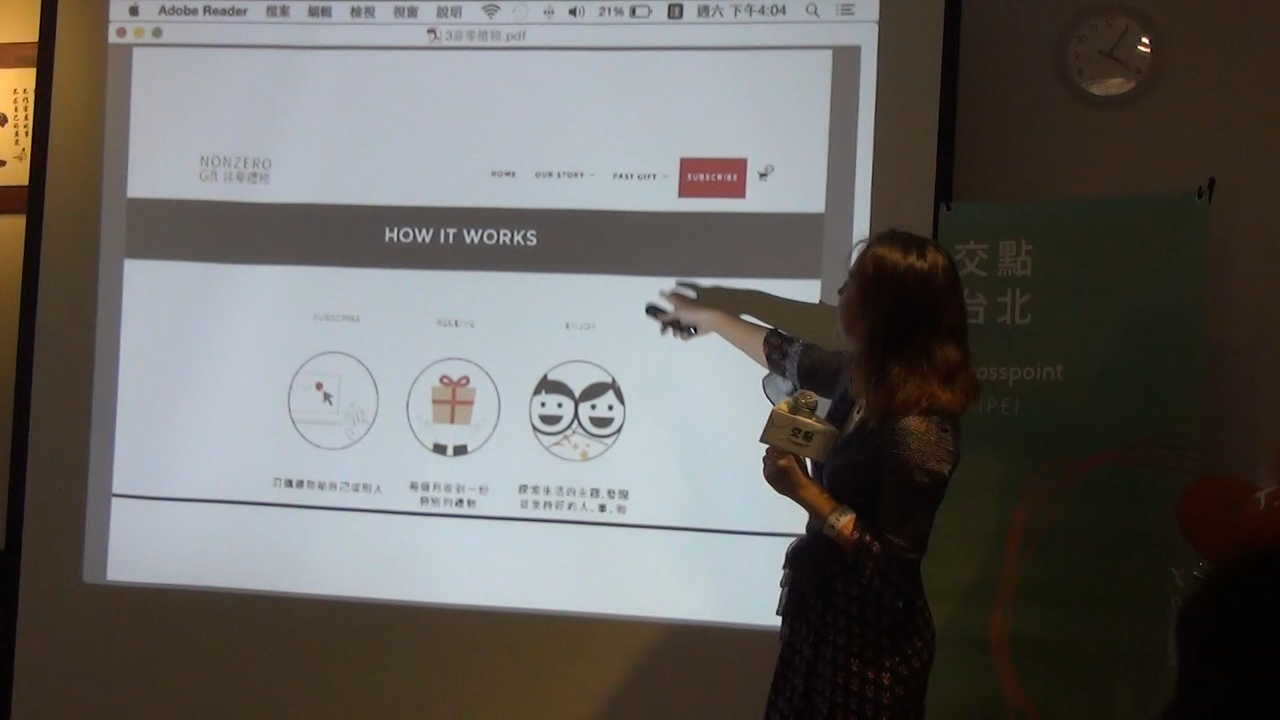 Adobe Reader 檔案 編輯 檢視 視窗 說明 21% 週六 下午4:04
38零禮物.pdf
NONZERO
Gift 非零禮物
HOME OUR STORY PAST GIFT SUBSCRIBE
HOW IT WORKS
SUBSCRIBE RECEIVE ENJOY
訂購禮物給自己或別人
每個月收到一份
特別的禮物
探索生活的主題,發現
並支持好的人、事、物
交點
交點
台北